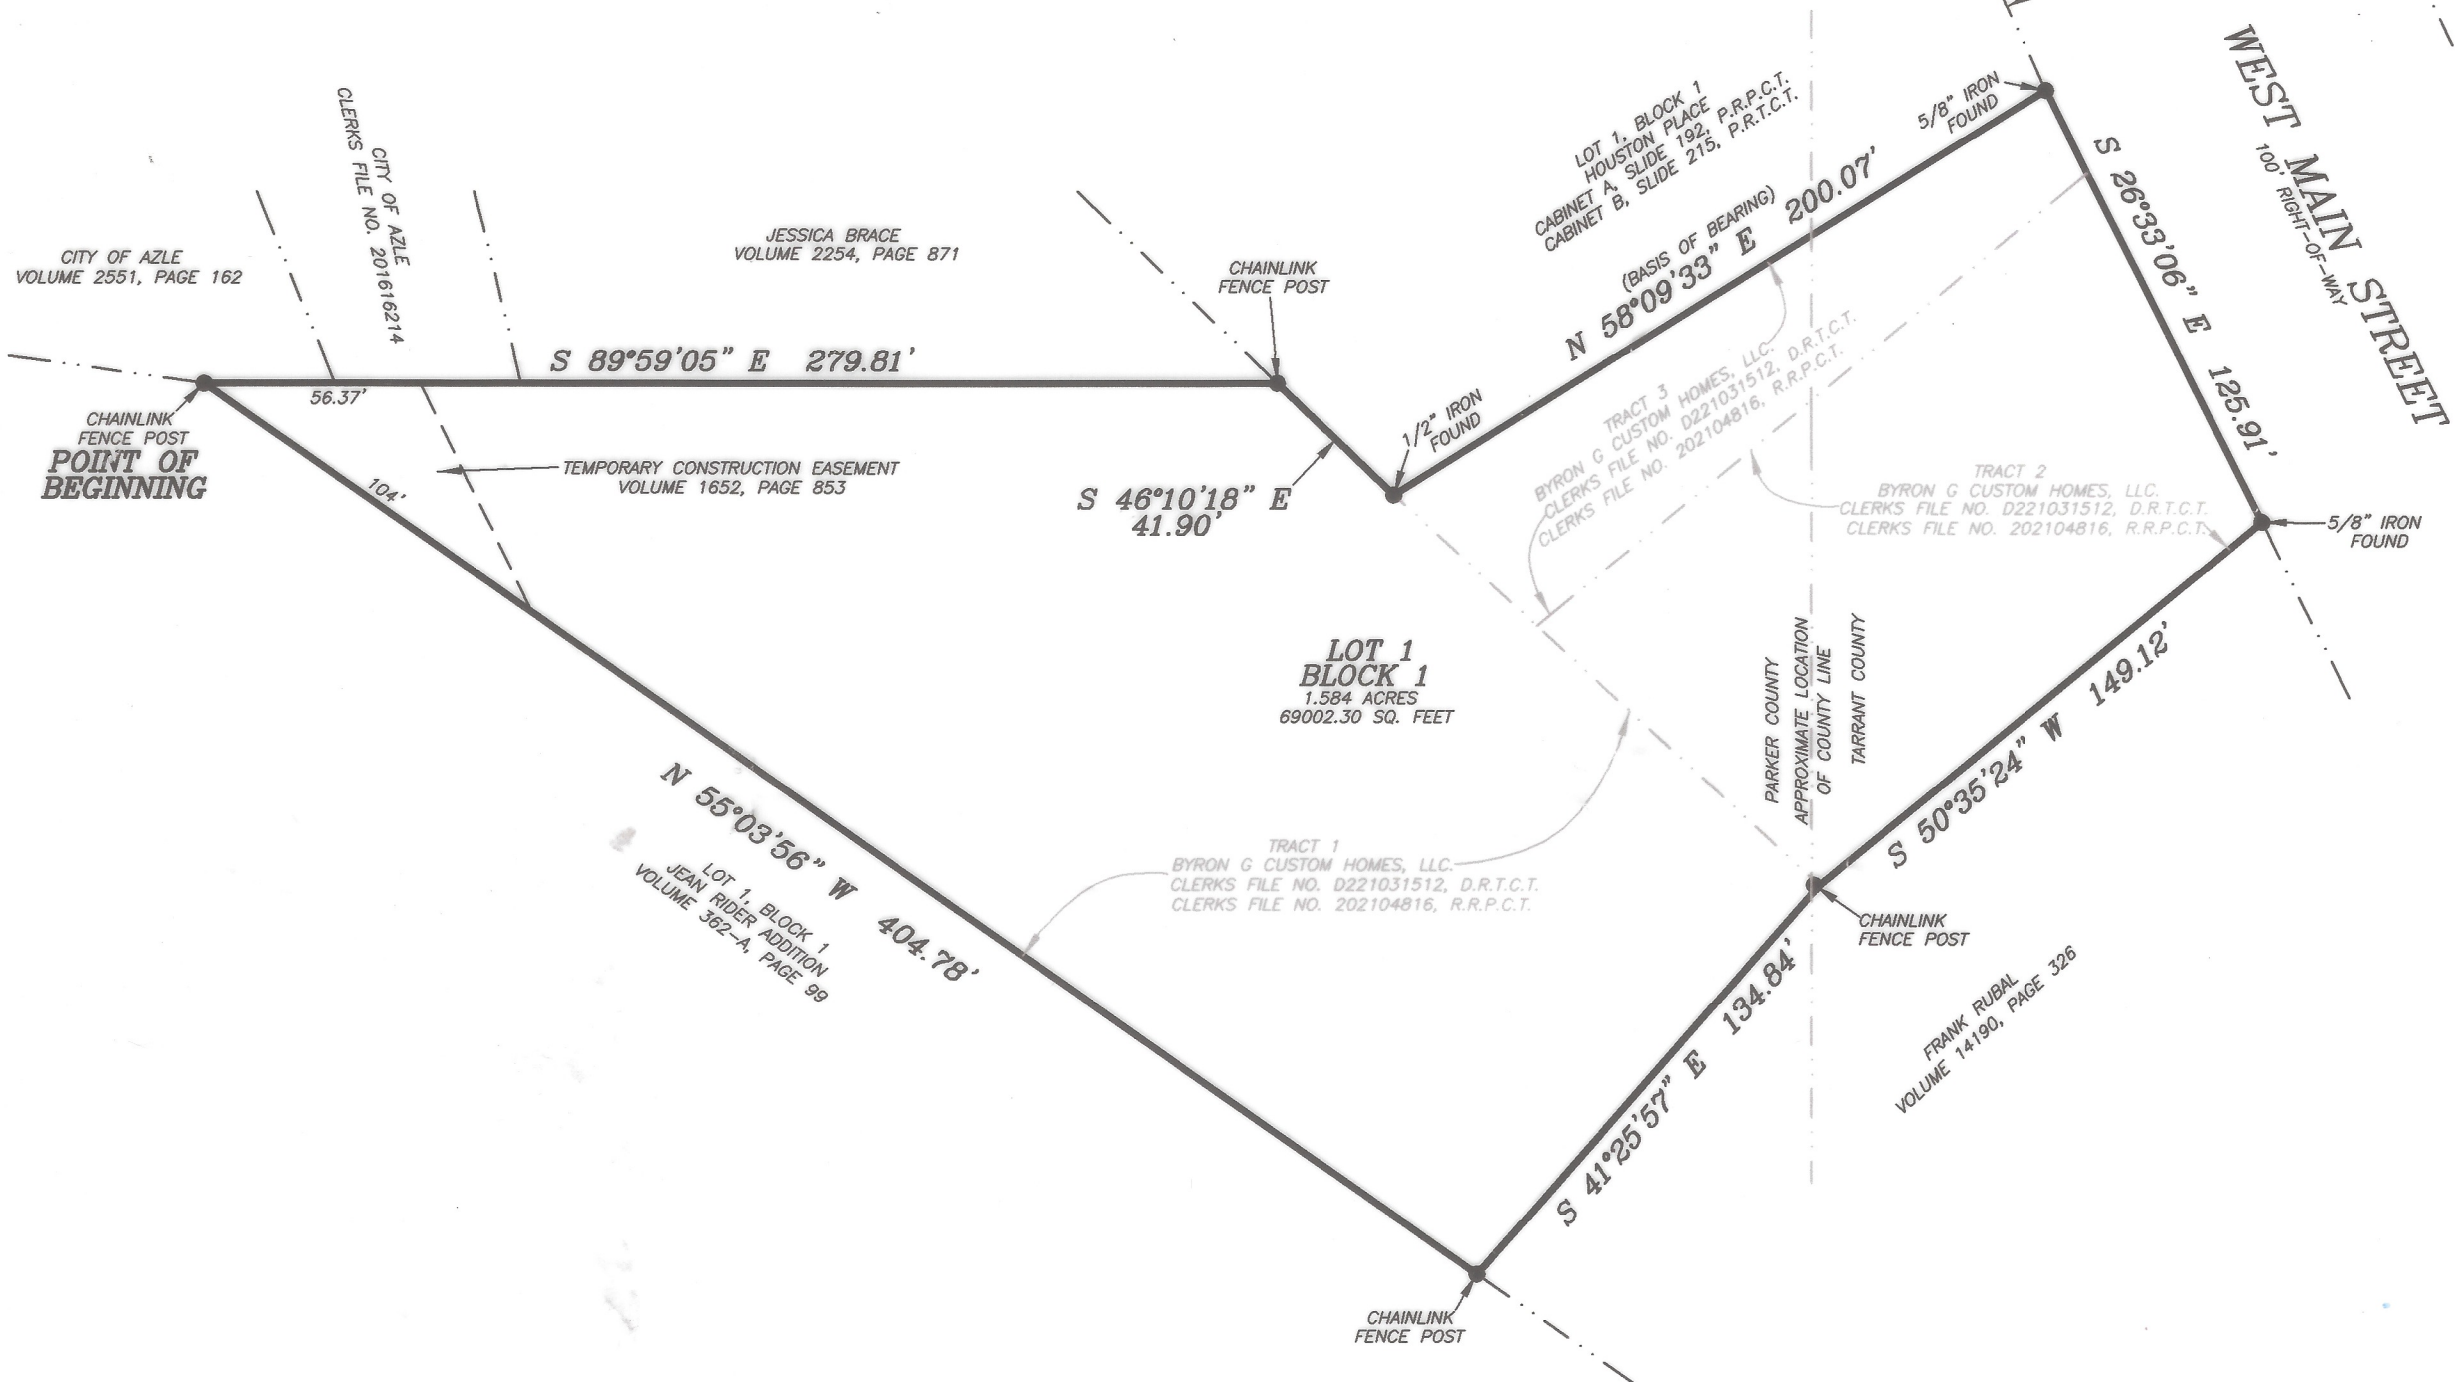 WEST MAIN STREET
100' RIGHT-OF-WAY
CITY OF AZLE
VOLUME 2551, PAGE 162
CITY OF AZLE
CLERKS FILE NO. 201616214
JESSICA BRACE
VOLUME 2254, PAGE 871
CHAINLINK
FENCE POST
LOT 1, BLOCK 1
HOUSTON PLACE
CABINET A, SLIDE 192, P.R.P.C.T.
CABINET B, SLIDE 215, P.R.T.C.T.
5/8" IRON
FOUND
S 26°33'06" E 125.91'
(BASIS OF BEARING)
N 58°09'33" E 200.07'
S 89°59'05" E 279.81'
56.37'
CHAINLINK
FENCE POST
POINT OF
BEGINNING
104'
TEMPORARY CONSTRUCTION EASEMENT
VOLUME 1652, PAGE 853
S 46°10'18" E
41.90'
1/2" IRON
FOUND
TRACT 3
BYRON G CUSTOM HOMES, LLC.
CLERKS FILE NO. D221031512, D.R.T.C.T.
CLERKS FILE NO. 202104816, R.R.P.C.T.
TRACT 2
BYRON G CUSTOM HOMES, LLC.
CLERKS FILE NO. D221031512, D.R.T.C.T.
CLERKS FILE NO. 202104816, R.R.P.C.T.
5/8" IRON
FOUND
LOT 1
BLOCK 1
1.584 ACRES
69002.30 SQ. FEET
PARKER COUNTY
APPROXIMATE LOCATION
OF COUNTY LINE
TARRANT COUNTY
S 50°35'24" W 149.12'
N 55°03'56" W 404.78'
LOT 1, BLOCK 1
JEAN RIDER ADDITION
VOLUME 362-A, PAGE 99
TRACT 1
BYRON G CUSTOM HOMES, LLC.
CLERKS FILE NO. D221031512, D.R.T.C.T.
CLERKS FILE NO. 202104816, R.R.P.C.T.
CHAINLINK
FENCE POST
S 41°25'57" E 134.84'
FRANK RUBAL
VOLUME 14190, PAGE 326
CHAINLINK
FENCE POST